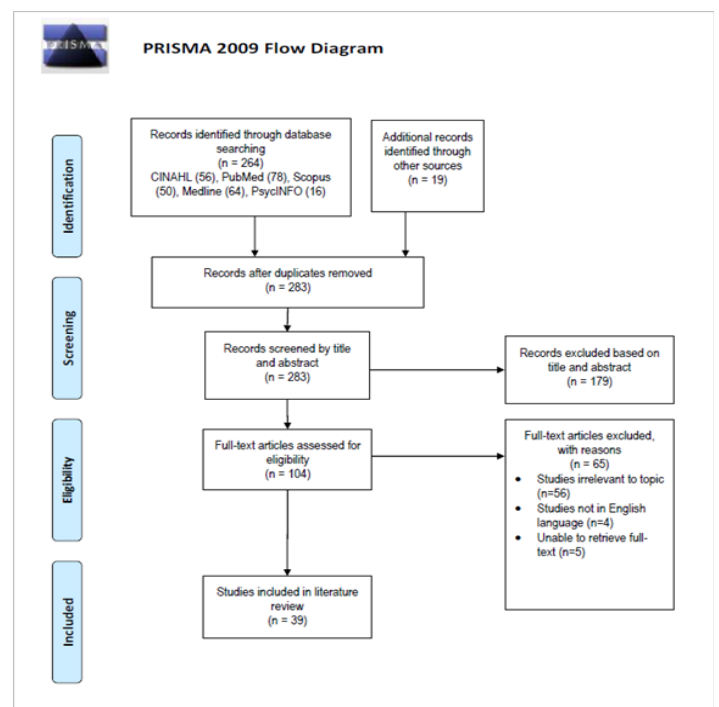 PRISMA
PRISMA 2009 Flow Diagram
Identification
Records identified through database
searching
(n = 264)
CINAHL (56), PubMed (78), Scopus
(50), Medline (64), PsycINFO (16)
Additional records
identified through
other sources
(n = 19)
Records after duplicates removed
(n = 283)
Screening
Records screened by title
and abstract
(n = 283)
Records excluded based on
title and abstract
(n = 179)
Eligibility
Full-text articles assessed for
eligibility
(n = 104)
Full-text articles excluded,
with reasons
(n = 65)
• Studies irrelevant to topic
(n=56)
• Studies not in English
language (n=4)
• Unable to retrieve full-
text (n=5)
Included
Studies included in literature
review
(n = 39)